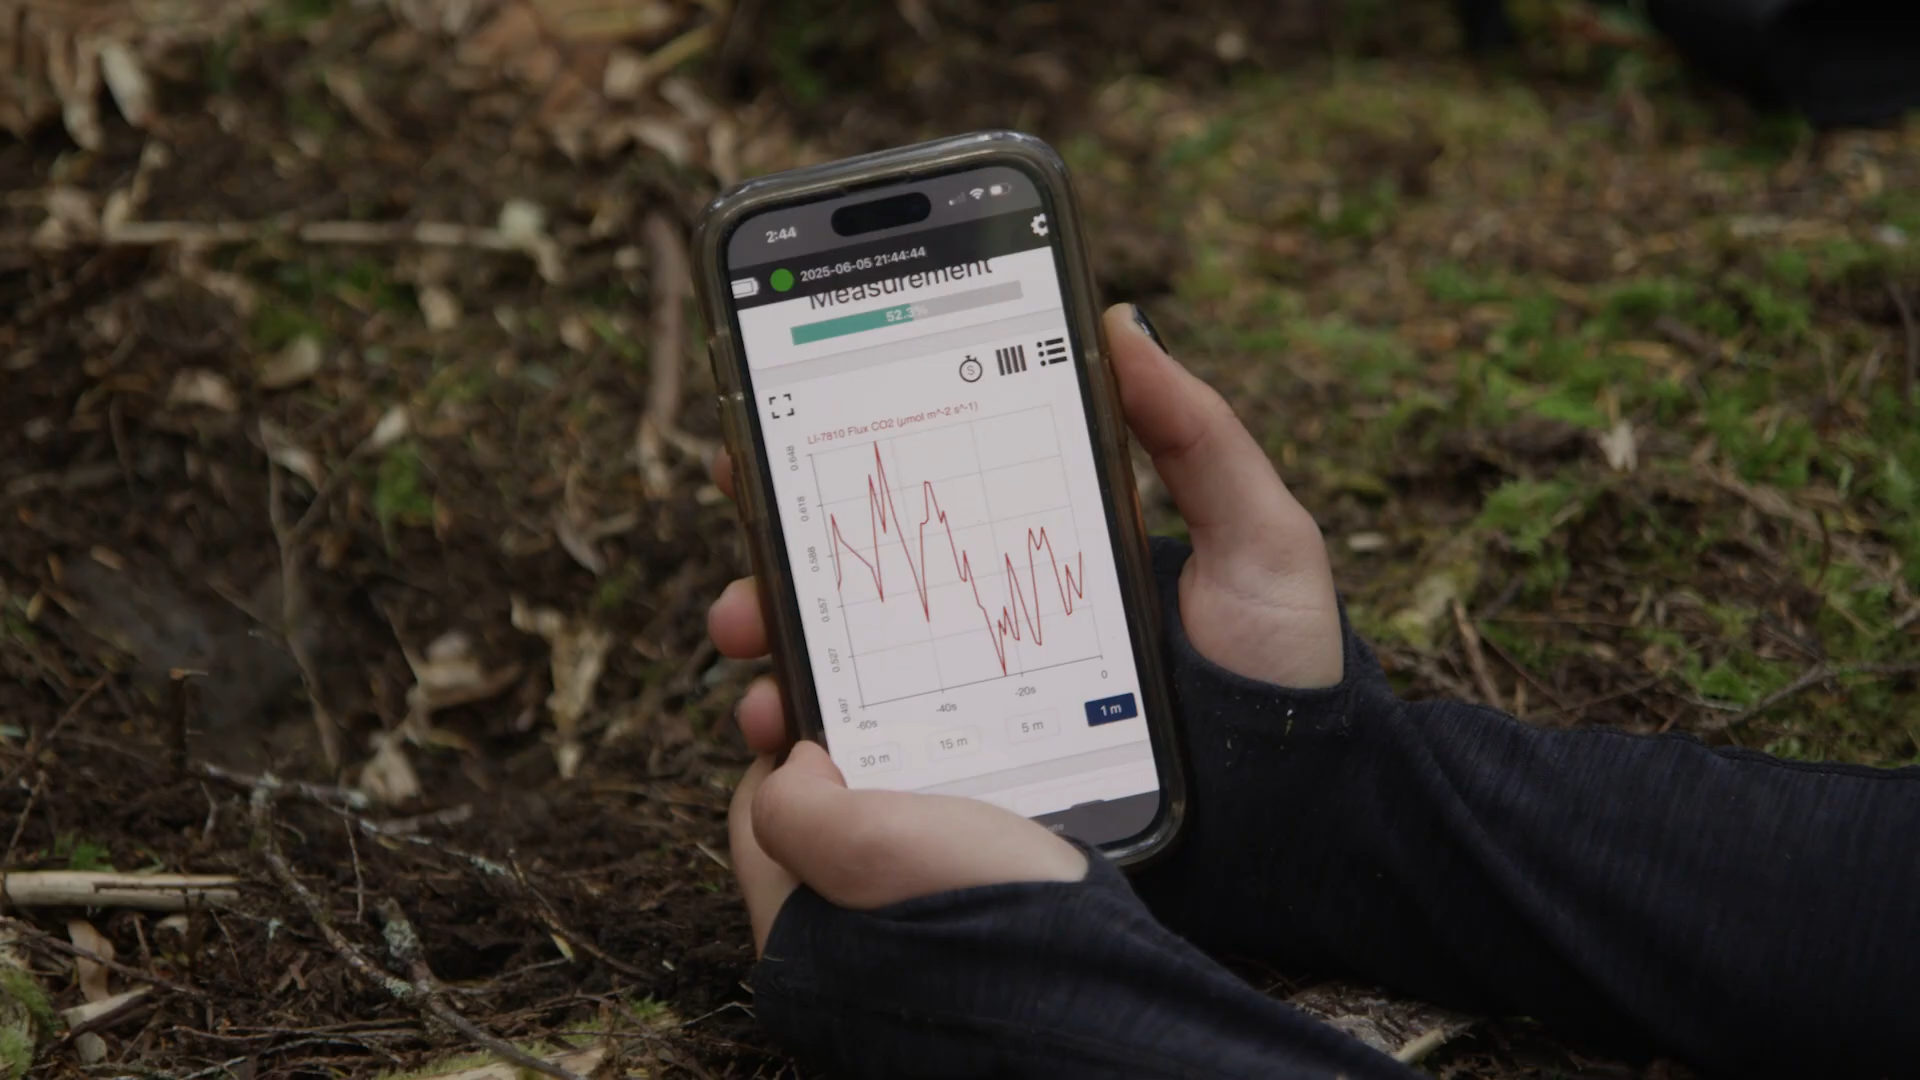 2:44
2025-06-05 21:44:44
Measurement
52.3%
S
LI-7810 Flux CO2 (μmol m^-2 s^-1)
0.648
0.618
0.588
0.557
0.527
0.497
-60s
-40s
-20s
0
30 m
15 m
5 m
1 m